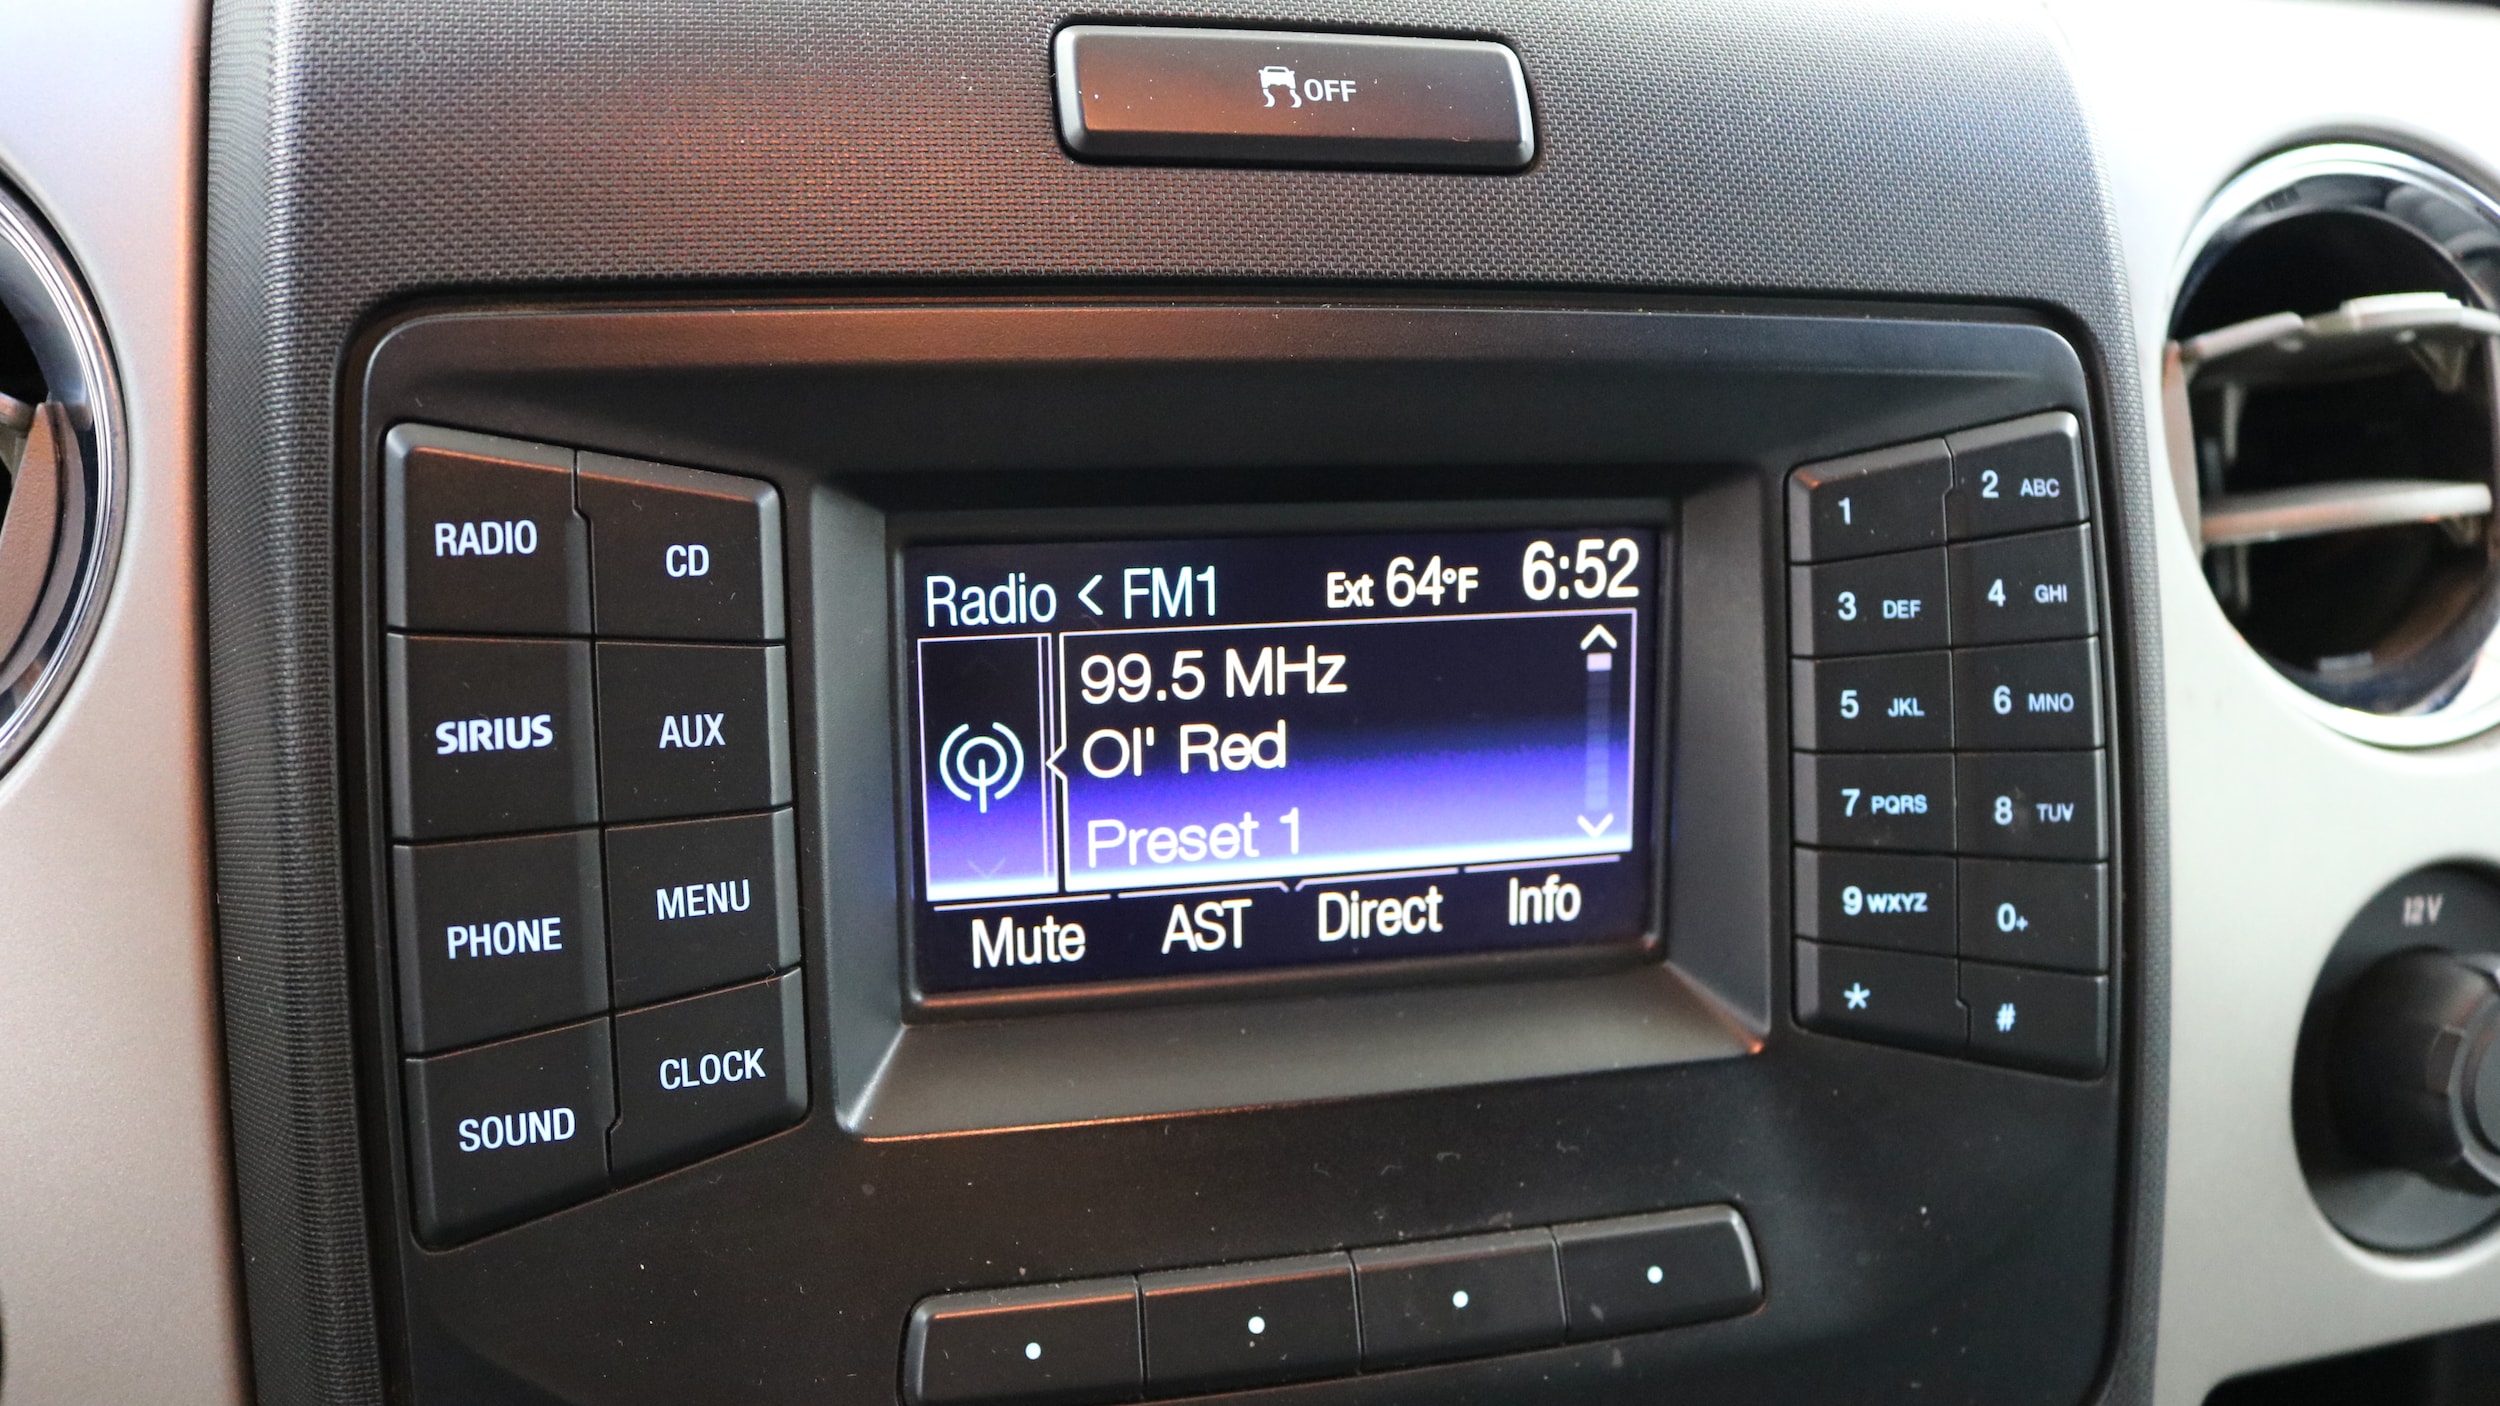 OFF
RADIO
CD
SIRIUS
AUX
PHONE
MENU
SOUND
CLOCK
Radio < FM1 Ext 64°F 6:52
99.5 MHz
Ol' Red
Preset 1
Mute AST Direct Info
1
2 ABC
3 DEF
4 GHI
5 JKL
6 MNO
7 PQRS
8 TUV
9 WXYZ
0+
*
#
12V